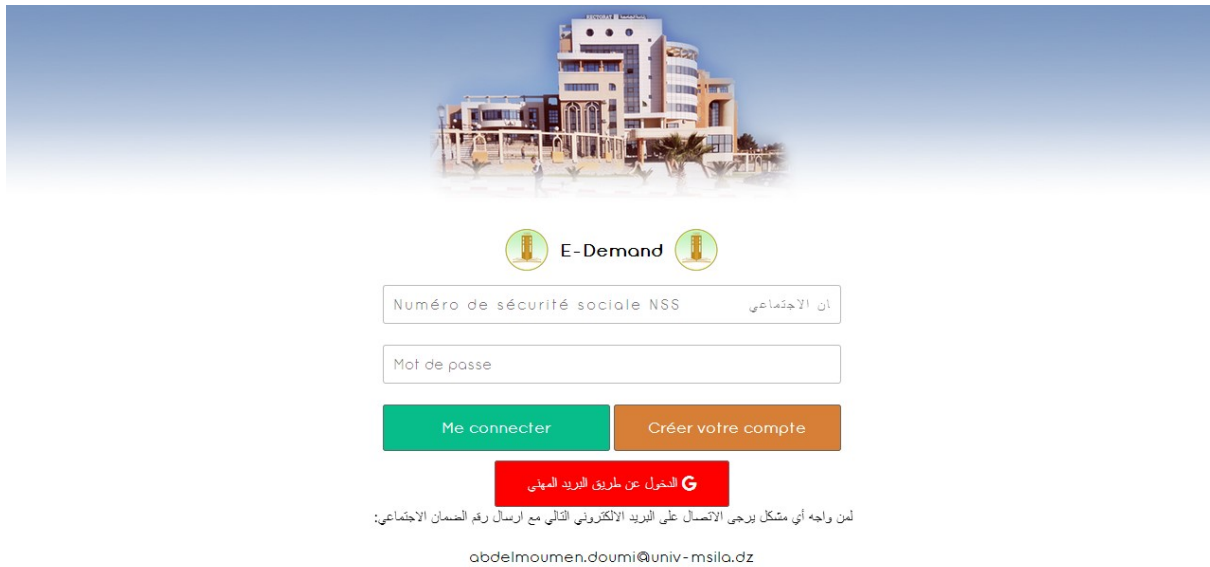 RECTORAT
E-Demand
Numéro de sécurité sociale NSS ان الاجتماعي
Mot de passe
Me connecter
Créer votre compte
الدخول عن طريق البريد المهني
لمن واجه أي مشكل يرجى الاتصال على البريد الالكتروني التالي مع ارسال رقم الضمان الاجتماعي:
abdelmoumen.doumi@univ-msila.dz